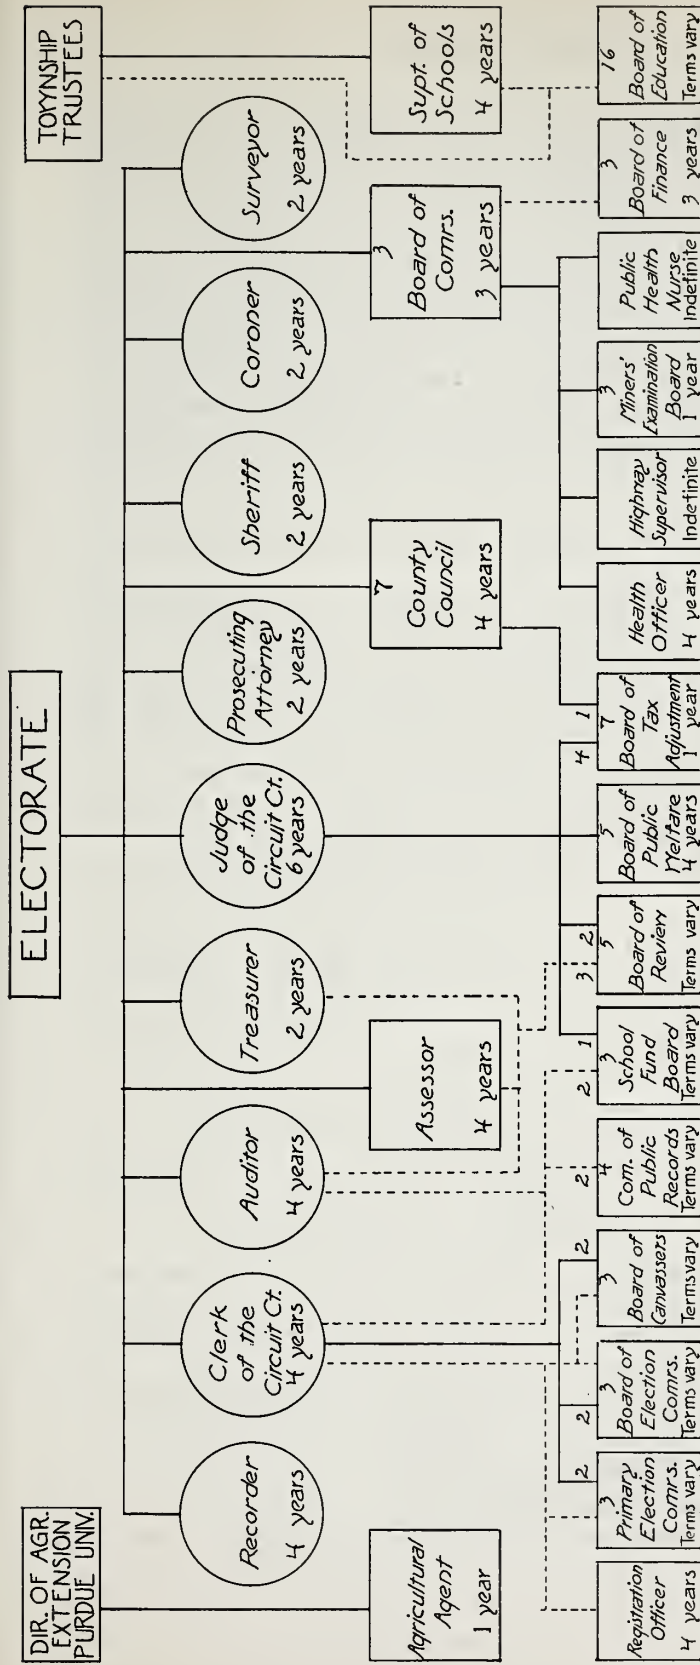 ELECTORATE
DIR. OF AGR.
EXTENSION
PURDUE UNIV.
TOWNSHIP
TRUSTEES
Recorder
4 years
Clerk
of the
Circuit Ct.
4 years
Auditor
4 years
Treasurer
2 years
Judge
of the
Circuit Ct.
6 years
Prosecuting
Attorney
2 years
Sheriff
2 years
Coroner
2 years
Surveyor
2 years
Agricultural
Agent
1 year
Assessor
4 years
7
County
Council
4 years
3
Board of
Comrs.
3 years
Supt. of
Schools
4 years
2
2
2
2
2
1
3
2
4
1
Registration
Officer
4 years
3
Primary
Election
Comrs.
Terms vary
3
Board of
Election
Comrs.
Terms vary
3
Board of
Canvassers
Terms vary
4
Com. of
Public
Records
Terms vary
3
School
Fund
Board
Terms vary
5
Board of
Review
Terms vary
5
Board of
Public
Welfare
4 years
7
Board of
Tax
Adjustment
1 year
Health
Officer
4 years
Highway
Supervisor
Indefinite
3
Miners'
Examination
Board
1 year
Public
Health
Nurse
Indefinite
3
Board of
Finance
3 years
16
Board of
Education
Terms vary